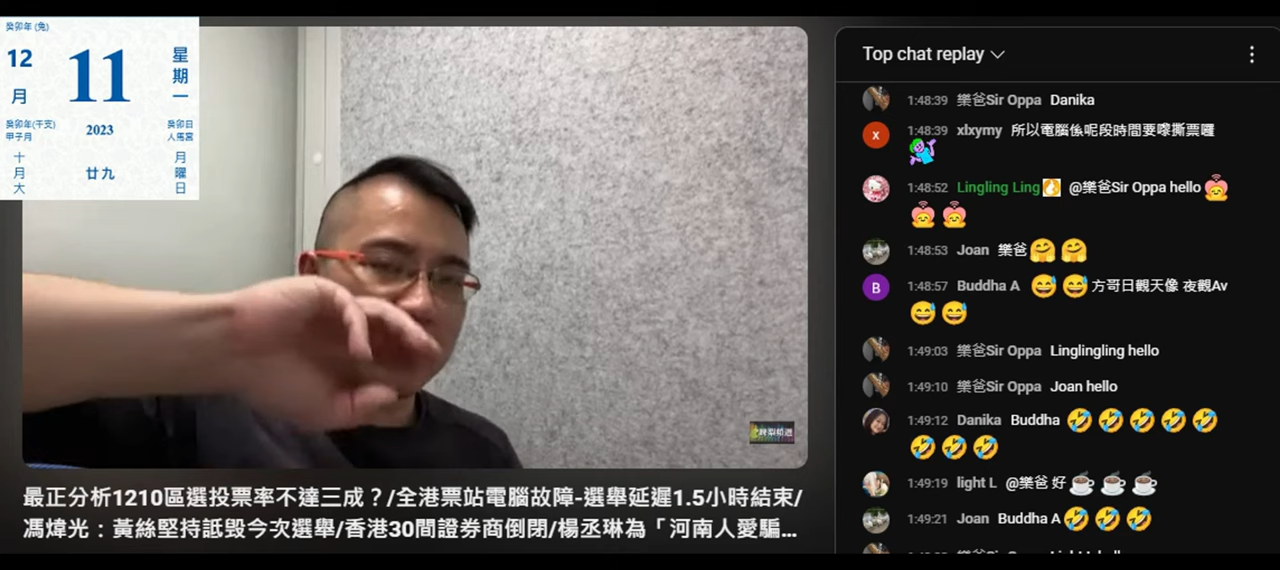 癸卯年 (兔)
12
月
11
星期一
癸卯年(干支)
甲子月
2023
癸卯日
人馬宮
十月大
廿九
月曜日
最正分析1210區選投票率不達三成？/全港票站電腦故障-選舉延遲1.5小時結束/
馮煒光：黃絲堅持詆毀今次選舉/香港30間證券商倒閉/楊丞琳為「河南人愛騙...
Top chat replay
1:48:39 樂爸Sir Oppa Danika
1:48:39 xlxymy 所以電腦係呢段時間要嚟撕票囉
1:48:52 Lingling Ling @樂爸Sir Oppa hello
1:48:53 Joan 樂爸
1:48:57 Buddha A 方哥日觀天像 夜觀Av
1:49:03 樂爸Sir Oppa Linglingling hello
1:49:10 樂爸Sir Oppa Joan hello
1:49:12 Danika Buddha
1:49:19 light L @樂爸 好
1:49:21 Joan Buddha A